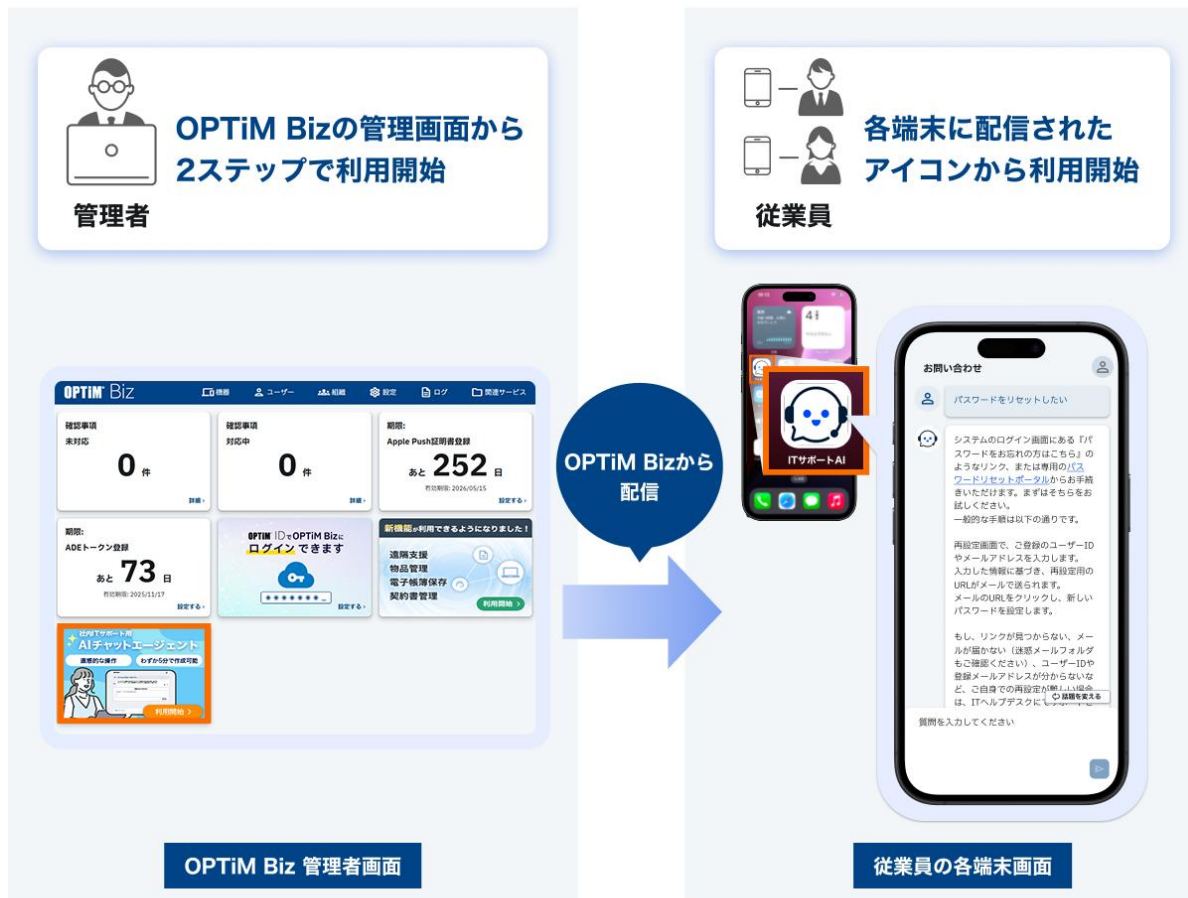 OPTiM Bizの管理画面から
2ステップで利用開始
管理者
各端末に配信された
アイコンから利用開始
従業員
OPTiM Biz
機器
ユーザー
組織
設定
ログ
関連サービス
確認事項
未対応
0 件
詳細 ›
確認事項
対応中
0 件
詳細 ›
期限:
Apple Push証明書登録
あと 252 日
有効期限: 2026/05/15
設定する ›
期限:
ADEトークン登録
あと 73 日
有効期限: 2025/11/17
設定する ›
OPTiM IDでOPTiM Bizに
ログインできます
設定する ›
新機能が利用できるようになりました！
遠隔支援
物品管理
電子帳簿保存
契約書管理
利用開始 ›
社内ITサポート用
AIチャットエージェント
直感的な操作
わずか5分で作成可能
利用開始 ›
OPTiM Bizから
配信
ITサポートAI
お問い合わせ
パスワードをリセットしたい
システムのログイン画面にある『パ
スワードをお忘れの方はこちら』の
ようなリンク、または専用のパス
ワードリセットポータルからお手続
きいただけます。まずはそちらをお
試しください。
一般的な手順は以下の通りです。
再設定画面で、ご登録のユーザーID
やメールアドレスを入力します。
入力した情報に基づき、再設定用の
URLがメールで送られます。
メールのURLをクリックし、新しい
パスワードを設定します。
もし、リンクが見つからない、メー
ルが届かない（迷惑メールフォルダ
もご確認ください）、ユーザーIDや
登録メールアドレスが分からないな
ど、ご自身での再設定が難しい場合
は、ITヘルプデスクにて
話題を変える
質問を入力してください
OPTiM Biz 管理者画面
従業員の各端末画面